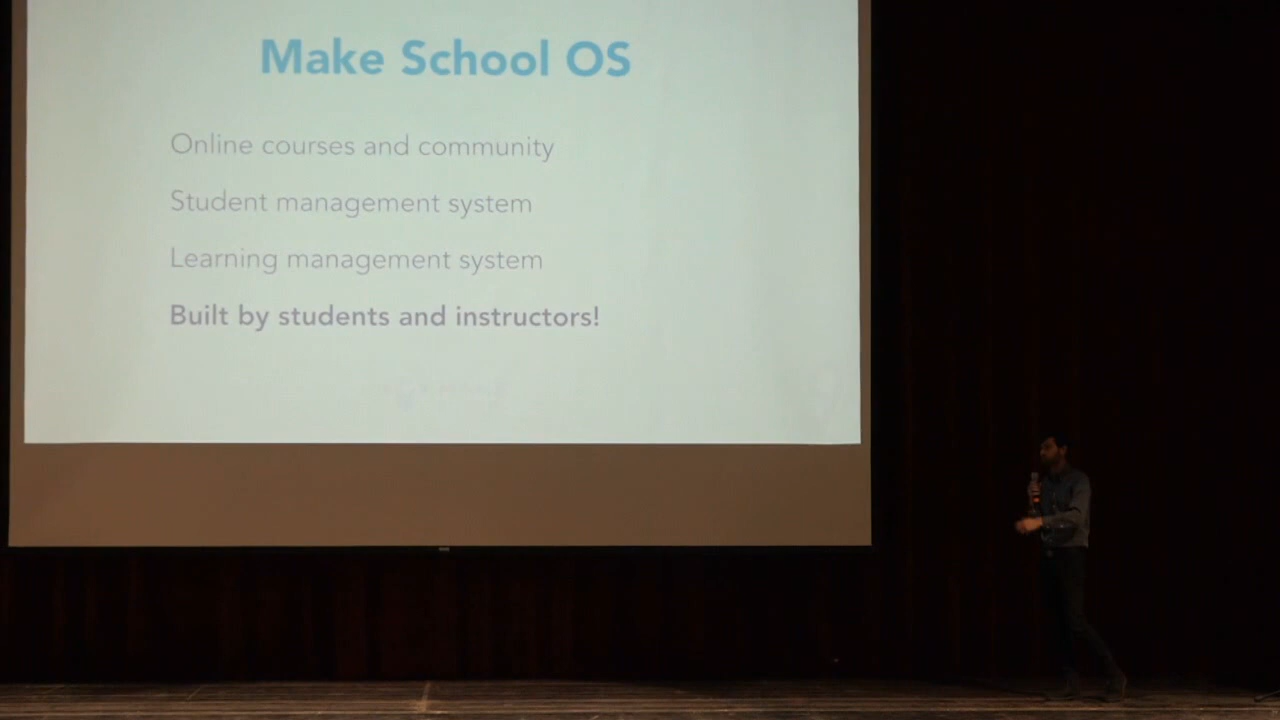 Make School OS
Online courses and community
Student management system
Learning management system
Built by students and instructors!